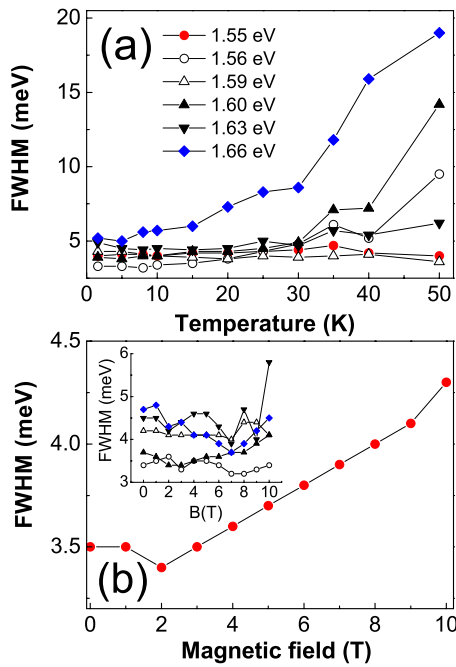 (a)
1.55 eV
1.56 eV
1.59 eV
1.60 eV
1.63 eV
1.66 eV
FWHM (meV)
20
15
10
5
0
10
20
30
40
50
Temperature (K)
(b)
FWHM (meV)
4.5
4.0
3.5
3.0
0
2
4
6
8
10
Magnetic field (T)
FWHM (meV)
6
5
4
3
0
2
4
6
8
10
B(T)